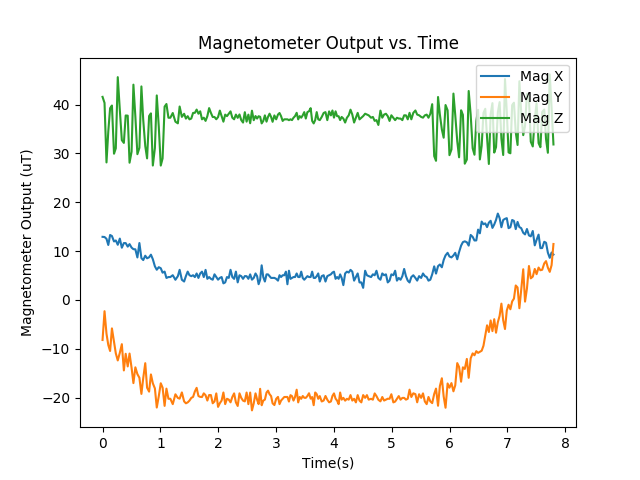 Magnetometer Output vs. Time
Mag X
Mag Y
Mag Z
Magnetometer Output (uT)
40
30
20
10
0
−10
−20
0 1 2 3 4 5 6 7 8
Time(s)